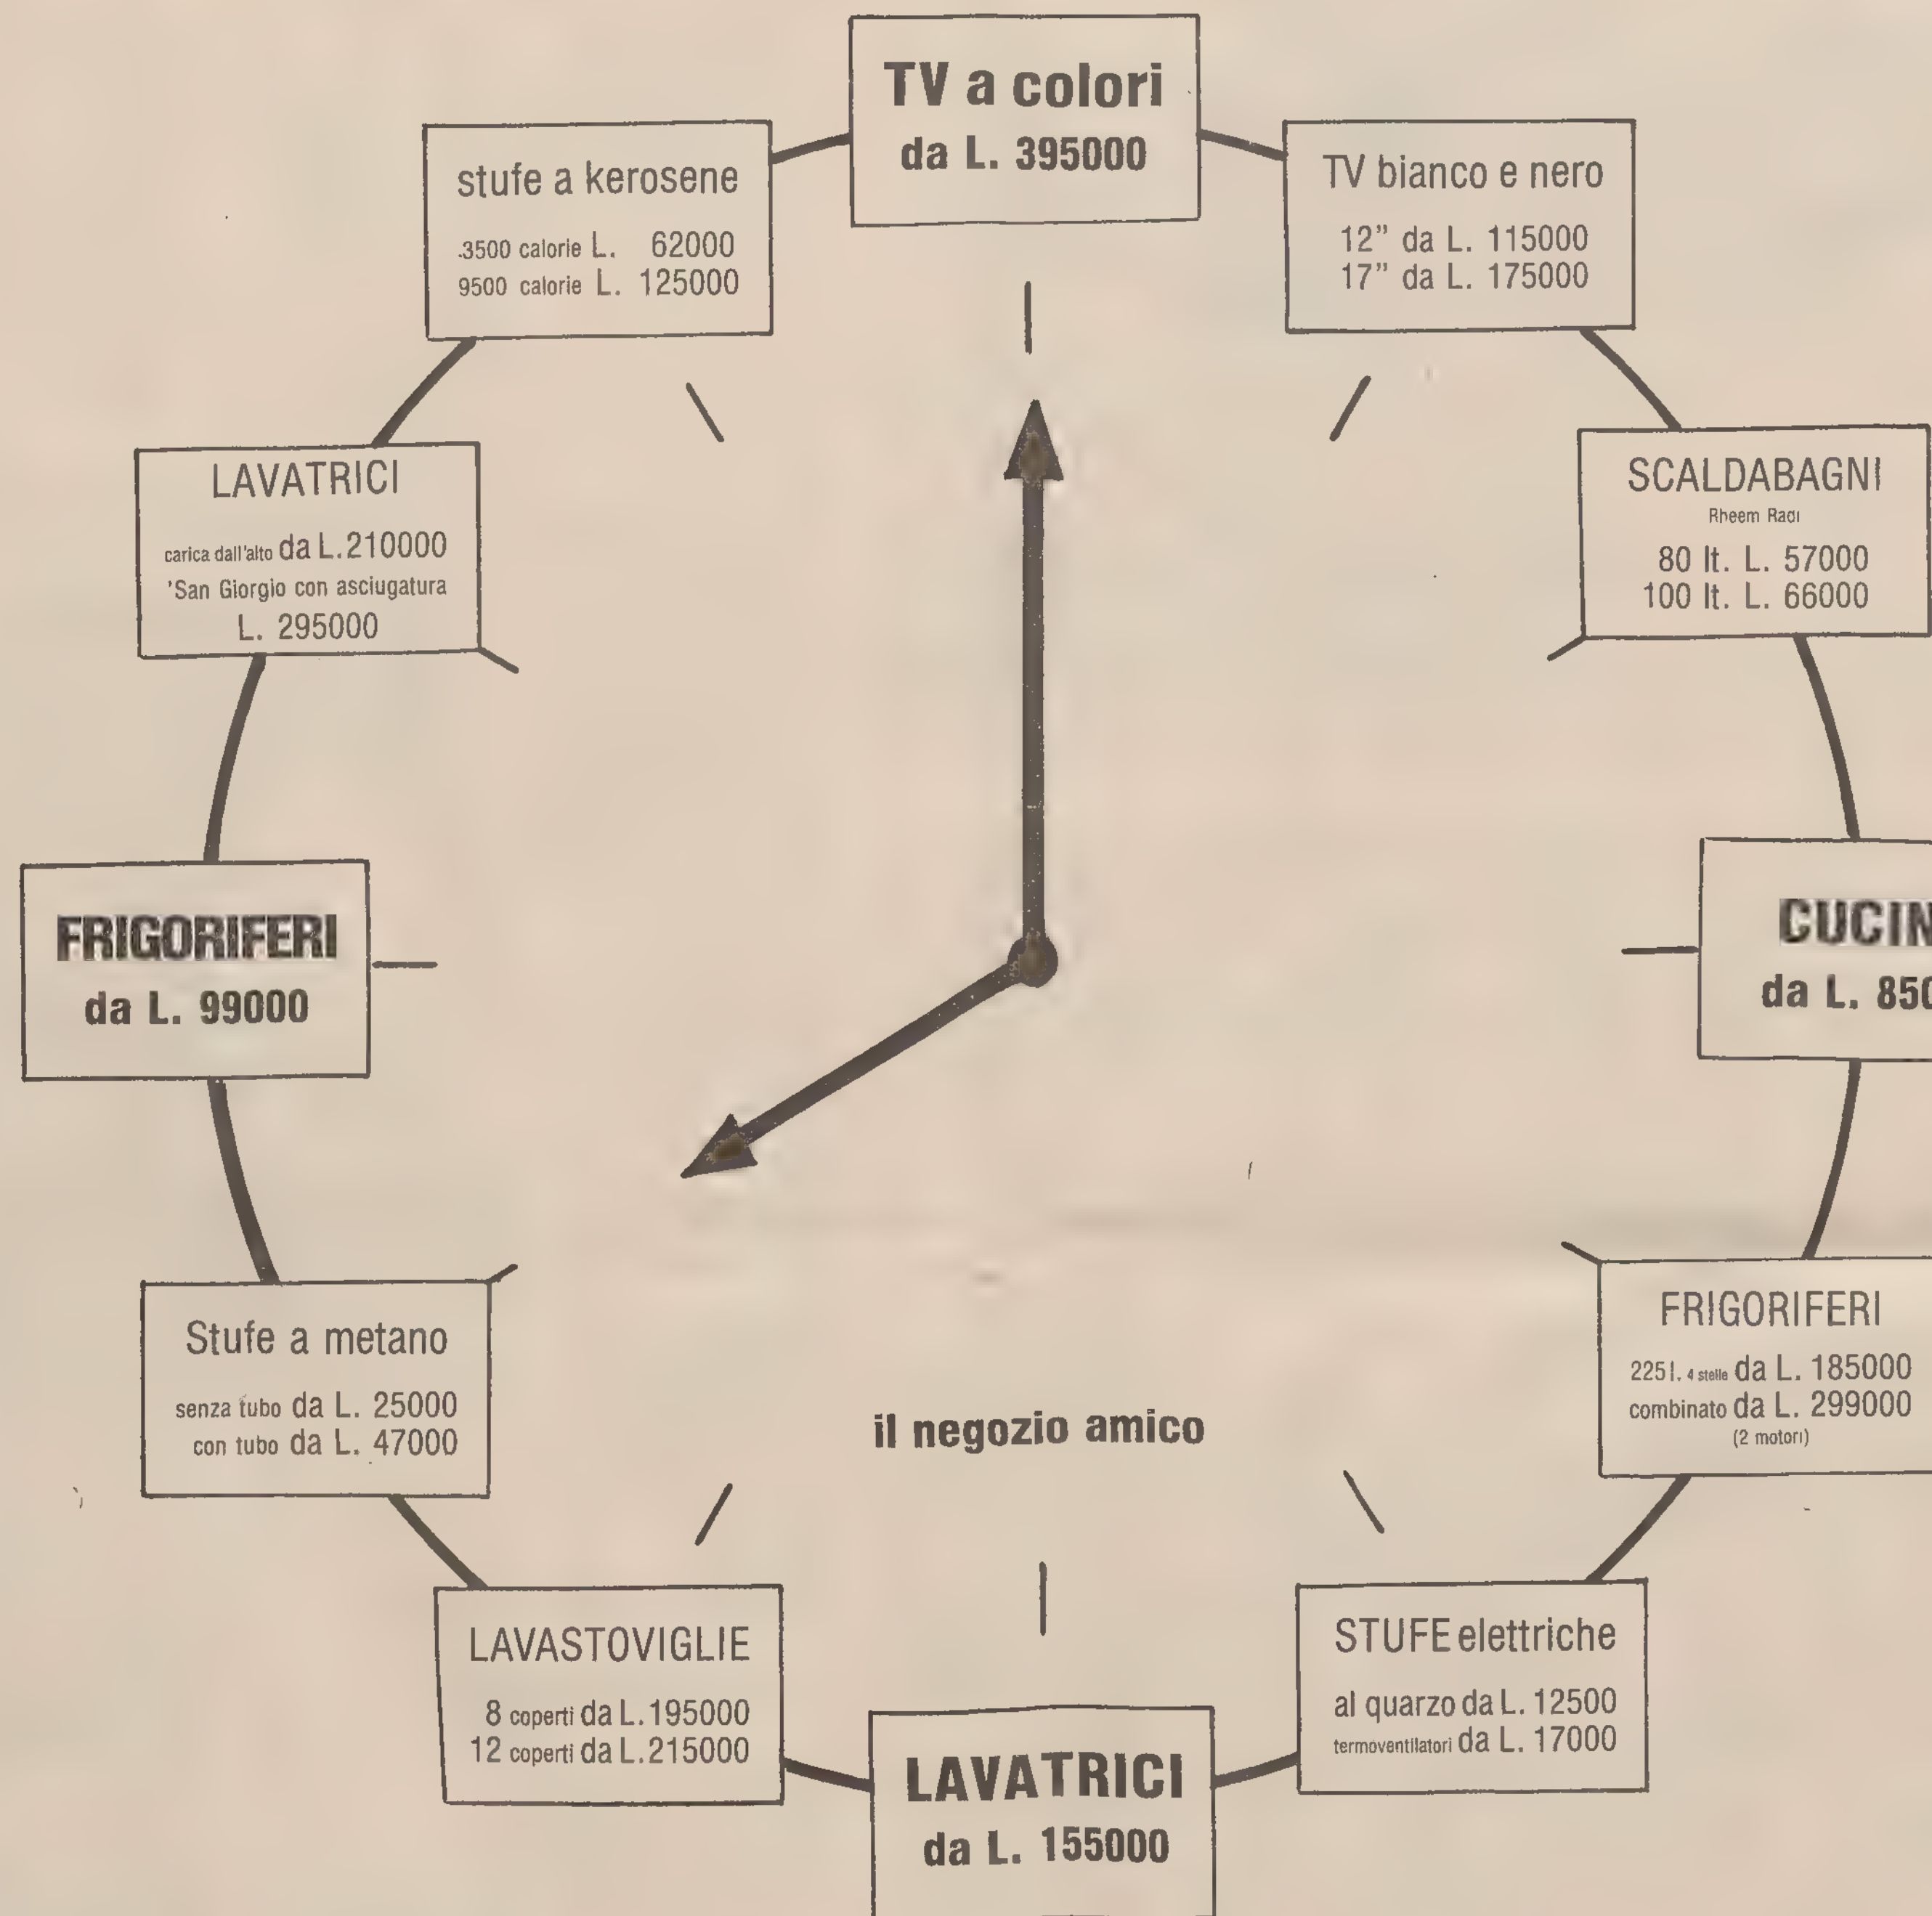 TV a colori
da L. 395000
stufe a kerosene
3500 calorie L. 62000
9500 calorie L. 125000
TV bianco e nero
12” da L. 115000
17” da L. 175000
LAVATRICI
carica dall'alto da L.210000
'San Giorgio con asciugatura
L. 295000
SCALDABAGNI
Rheem Radi
80 lt. L. 57000
100 lt. L. 66000
FRIGORIFERI
da L. 99000
CUCIN
da L. 850
Stufe a metano
senza tubo da L. 25000
con tubo da L. 47000
FRIGORIFERI
225 l. 4 stelle da L. 185000
combinato da L. 299000
(2 motori)
il negozio amico
LAVASTOVIGLIE
8 coperti da L.195000
12 coperti da L.215000
STUFE elettriche
al quarzo da L. 12500
termoventilatori da L. 17000
LAVATRICI
da L. 155000